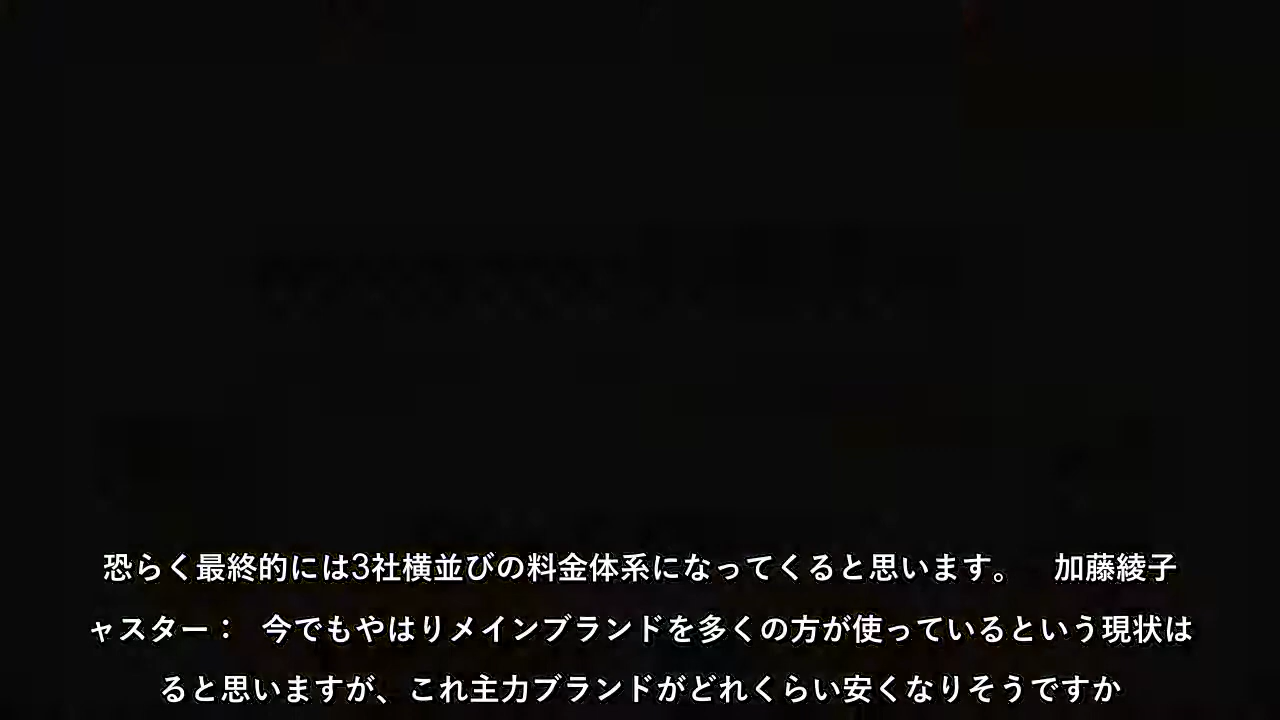 恐らく最終的には3社横並びの料金体系になってくると思います。　加藤綾子
ャスター：　今でもやはりメインブランドを多くの方が使っているという現状は
ると思いますが、これ主力ブランドがどれくらい安くなりそうですか